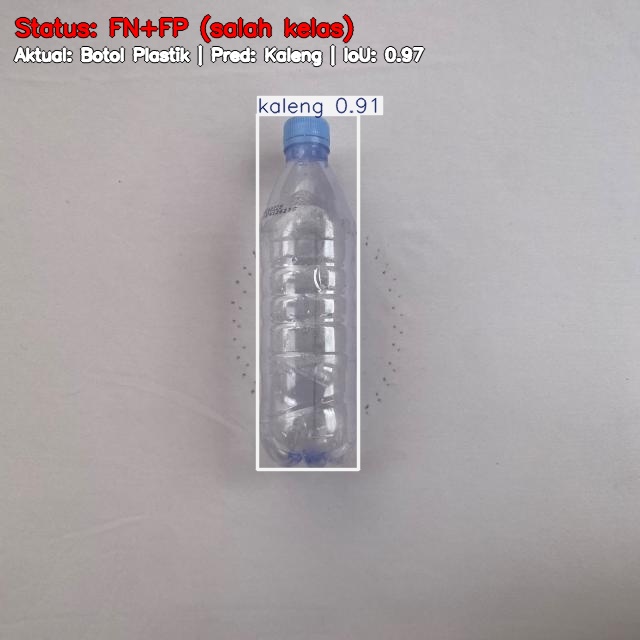 Status: FN+FP (salah kelas)
Aktual: Botol Plastik | Pred: Kaleng | IoU: 0.97
kaleng 0.91